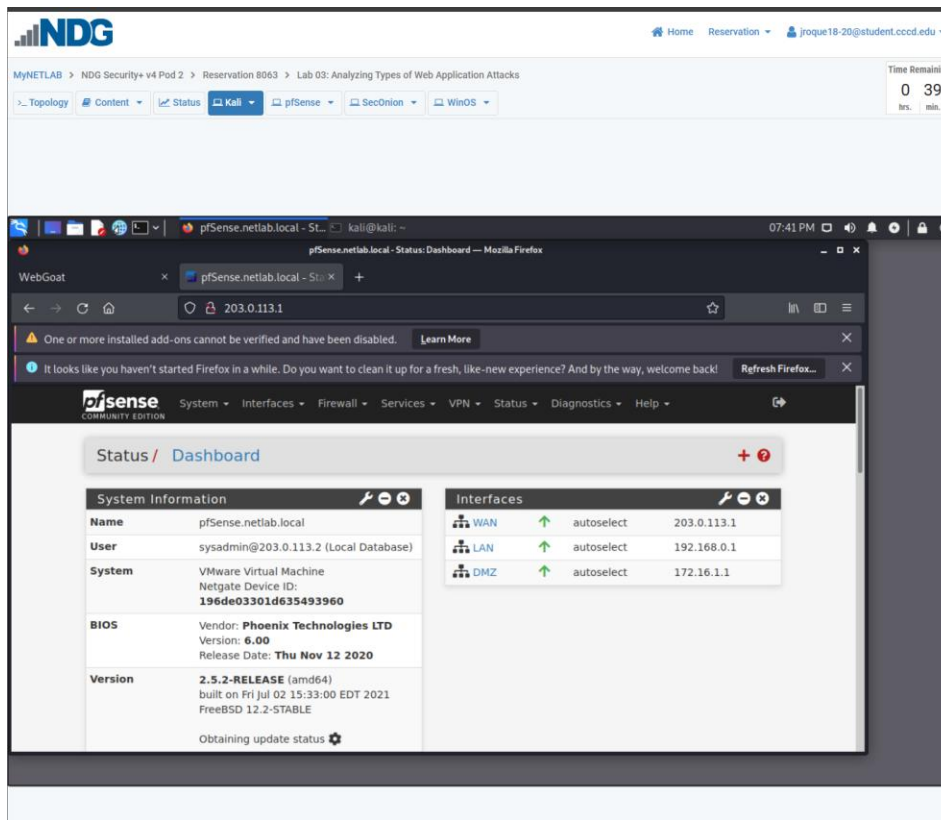 NDG
Home Reservation jroque18-20@student.cccd.edu
MyNETLAB > NDG Security+ v4 Pod 2 > Reservation 8063 > Lab 03: Analyzing Types of Web Application Attacks
Time Remaini
>_ Topology Content Status Kali pfSense SecOnion WinOS
0 39
hrs. min.
pfSense.netlab.local - St... kali@kali: ~ 07:41 PM
pfSense.netlab.local - Status: Dashboard — Mozilla Firefox
WebGoat × pfSense.netlab.local - Sta × +
203.0.113.1
One or more installed add-ons cannot be verified and have been disabled. Learn More
It looks like you haven't started Firefox in a while. Do you want to clean it up for a fresh, like-new experience? And by the way, welcome back! Refresh Firefox...
pfsense System Interfaces Firewall Services VPN Status Diagnostics Help
COMMUNITY EDITION
Status / Dashboard
System Information
Name pfSense.netlab.local
User sysadmin@203.0.113.2 (Local Database)
System VMware Virtual Machine
Netgate Device ID:
196de03301d635493960
BIOS Vendor: Phoenix Technologies LTD
Version: 6.00
Release Date: Thu Nov 12 2020
Version 2.5.2-RELEASE (amd64)
built on Fri Jul 02 15:33:00 EDT 2021
FreeBSD 12.2-STABLE
Obtaining update status
Interfaces
WAN autoselect 203.0.113.1
LAN autoselect 192.168.0.1
DMZ autoselect 172.16.1.1